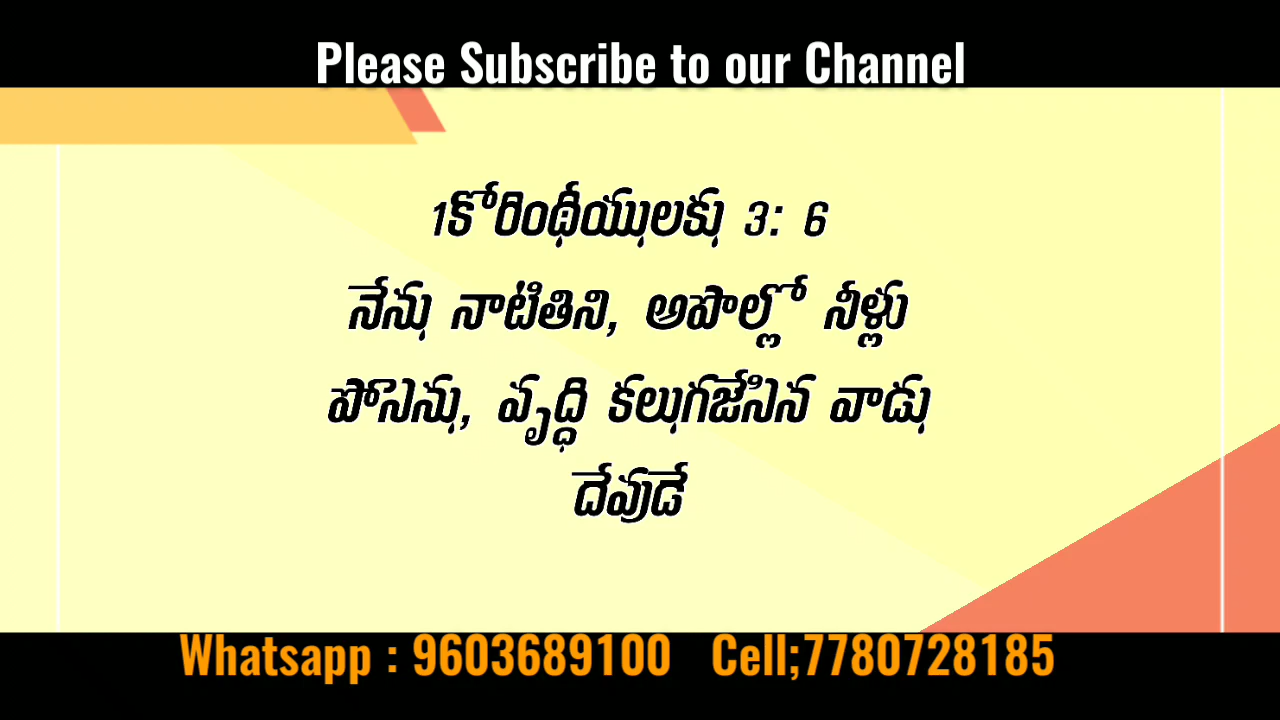 Please Subscribe to our Channel
1కోరింథీయులకు 3: 6
నేను నాటితిని, అపొల్లో నీళ్లు
పోసెను, వృద్ధి కలుగజేసిన వాడు
దేవుడే
Whatsapp : 9603689100 Cell;7780728185